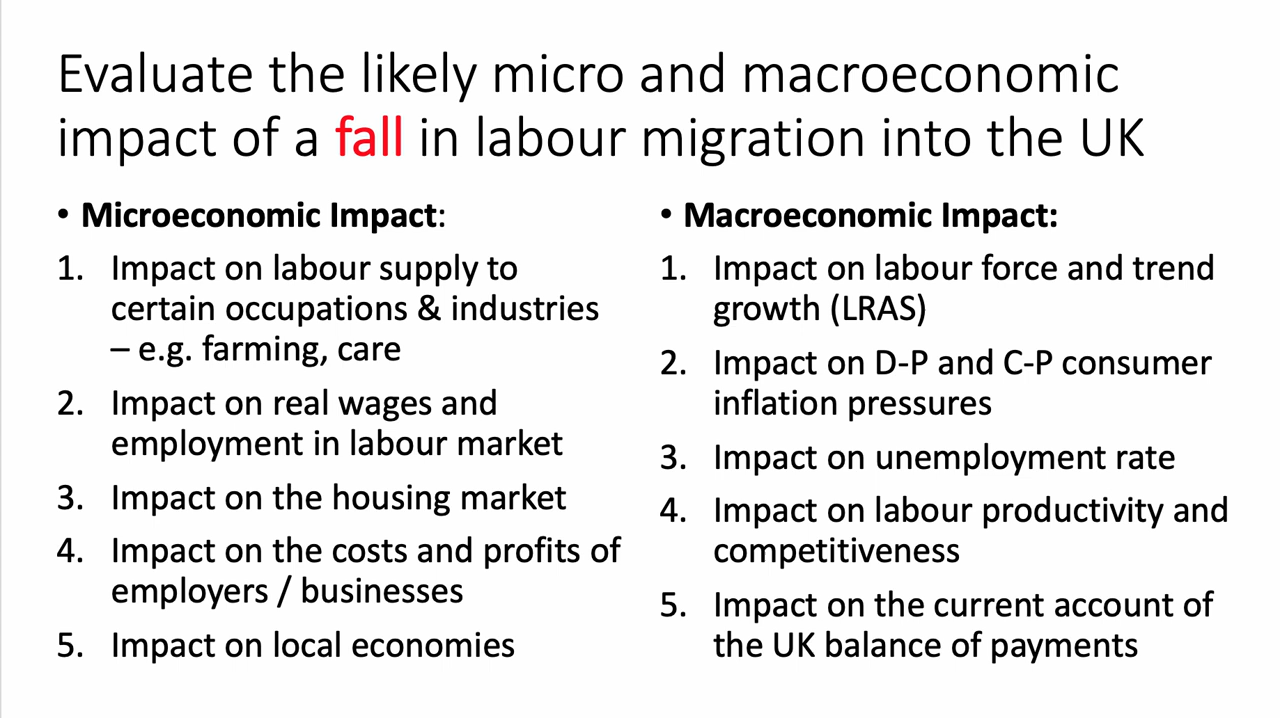 Evaluate the likely micro and macroeconomic
impact of a fall in labour migration into the UK
• Microeconomic Impact:
1. Impact on labour supply to
certain occupations & industries
– e.g. farming, care
2. Impact on real wages and
employment in labour market
3. Impact on the housing market
4. Impact on the costs and profits of
employers / businesses
5. Impact on local economies
• Macroeconomic Impact:
1. Impact on labour force and trend
growth (LRAS)
2. Impact on D-P and C-P consumer
inflation pressures
3. Impact on unemployment rate
4. Impact on labour productivity and
competitiveness
5. Impact on the current account of
the UK balance of payments